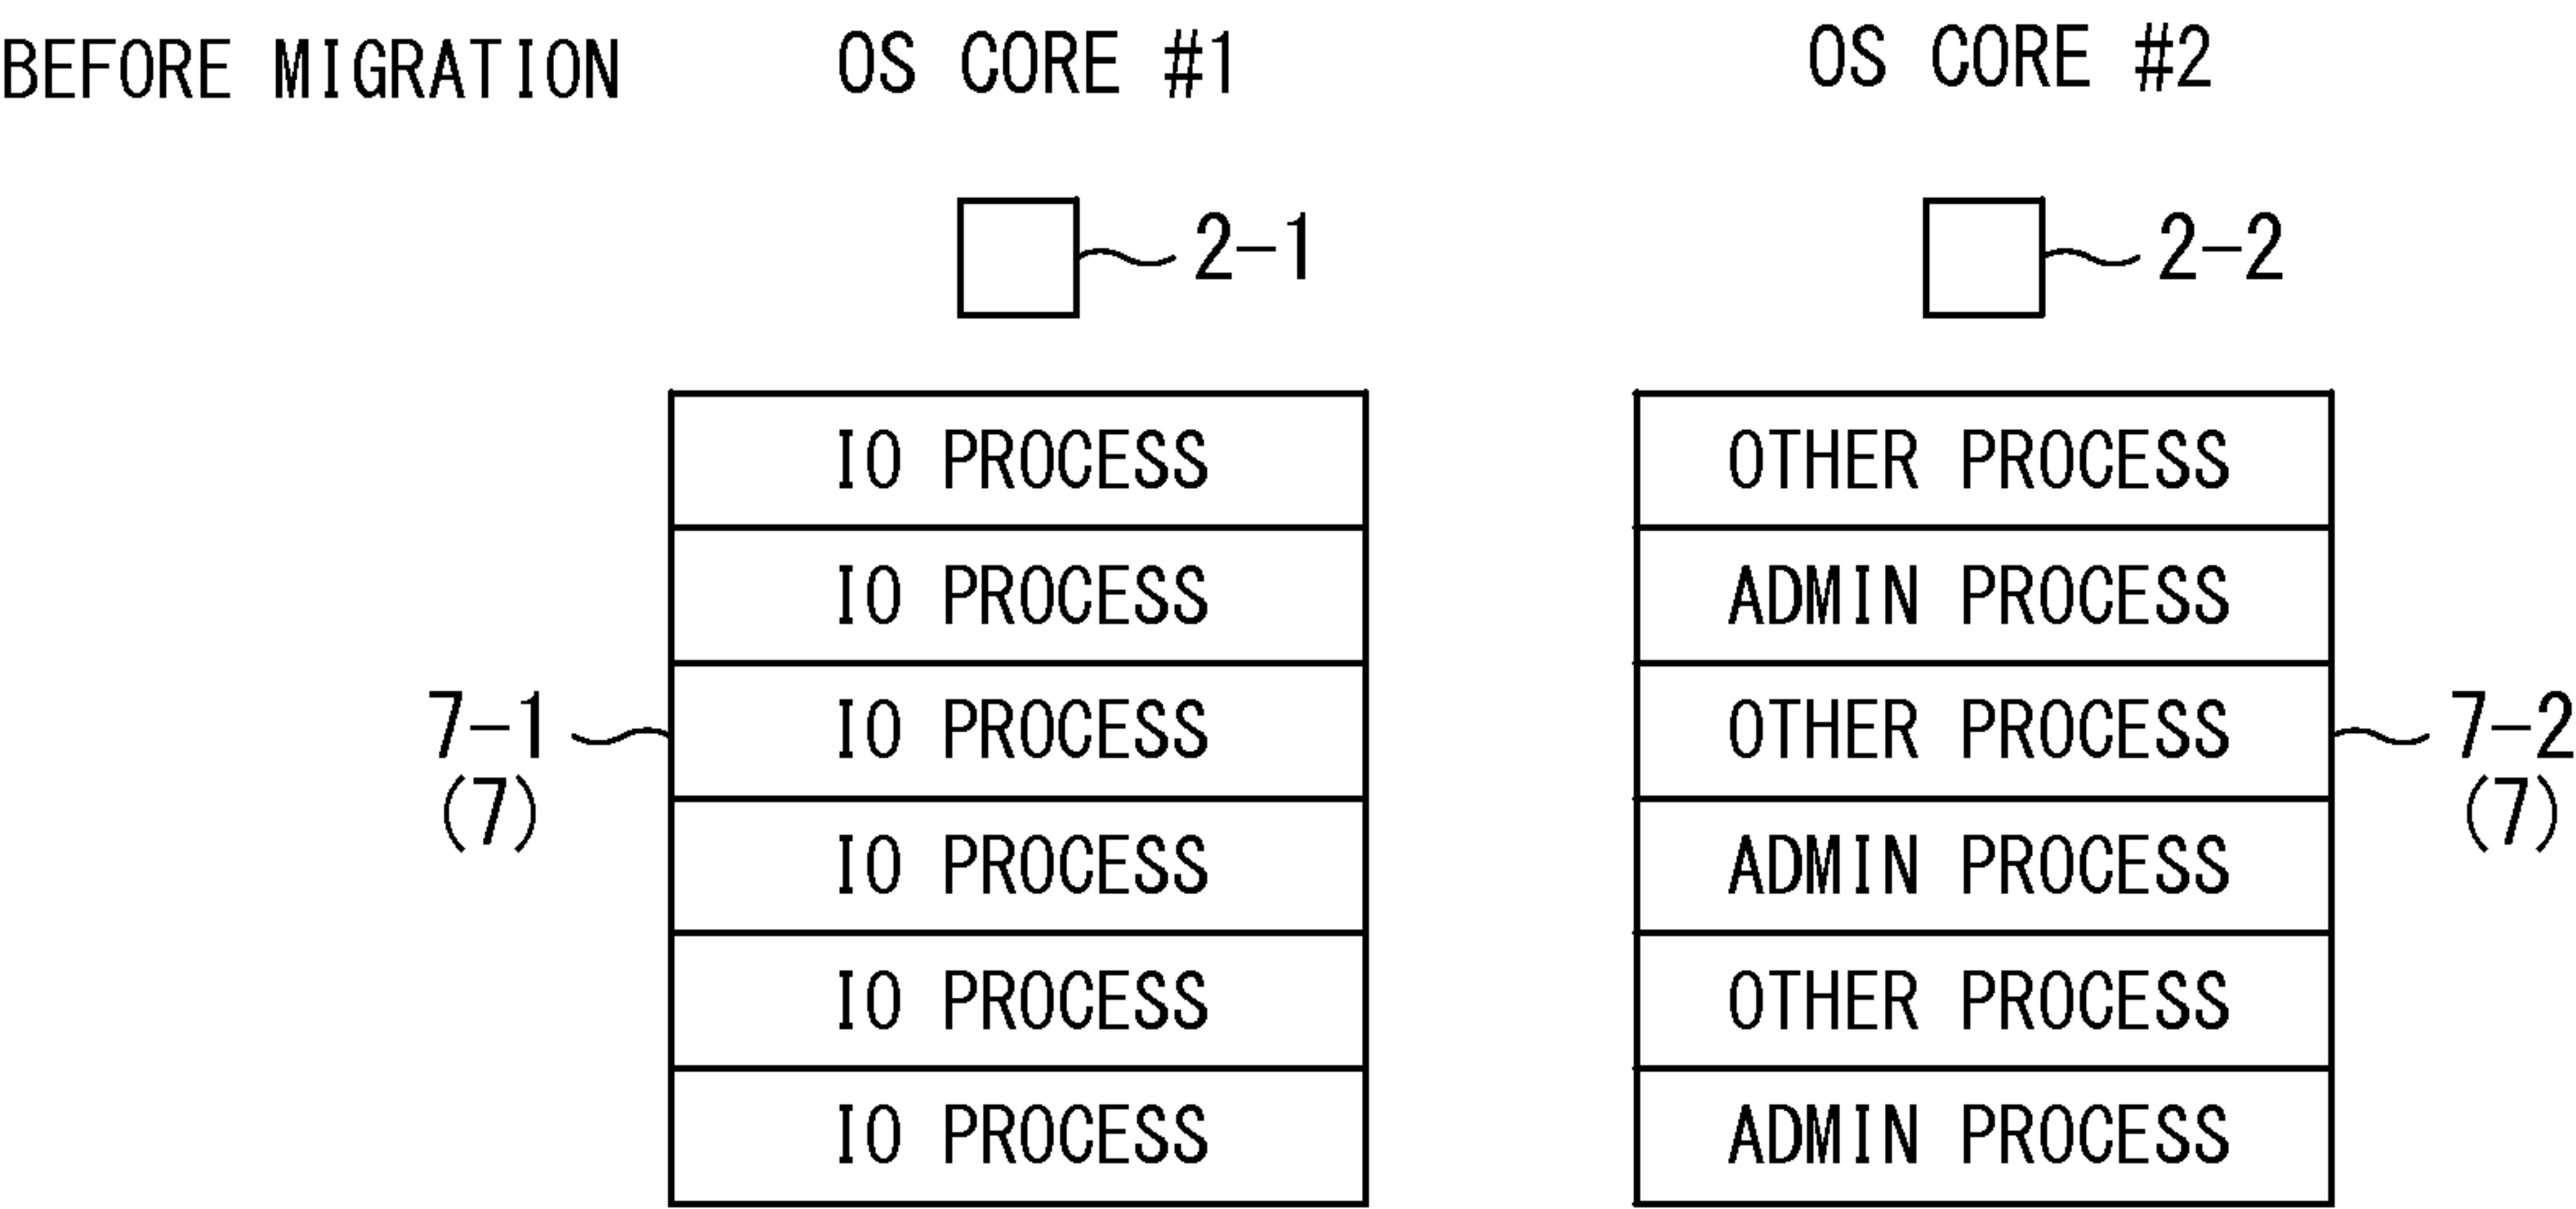 BEFORE MIGRATION
OS CORE #1
OS CORE #2
2-1
2-2
IO PROCESS
IO PROCESS
IO PROCESS
IO PROCESS
IO PROCESS
IO PROCESS
7-1
(7)
OTHER PROCESS
ADMIN PROCESS
OTHER PROCESS
ADMIN PROCESS
OTHER PROCESS
ADMIN PROCESS
7-2
(7)